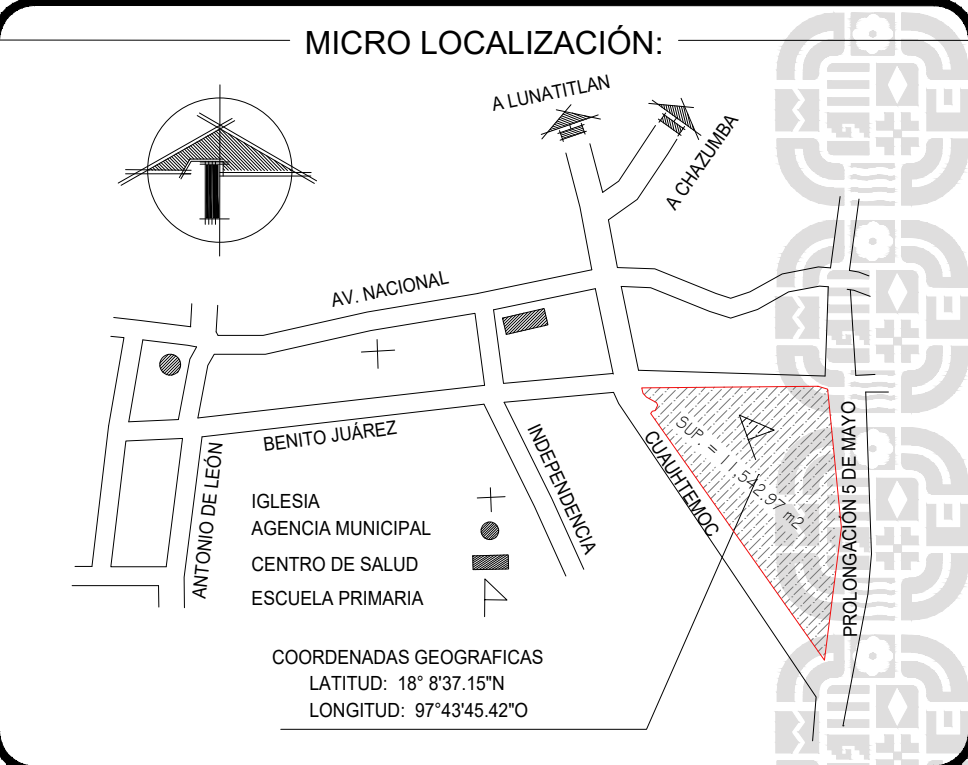 MICRO LOCALIZACIÓN:
A LUNATITLAN
A CHAZUMBA
AV. NACIONAL
BENITO JUÁREZ
ANTONIO DE LEÓN
INDEPENDENCIA
CUAUHTEMOC
SUP = 11,542.97 m2
PROLONGACION 5 DE MAYO
IGLESIA
AGENCIA MUNICIPAL
CENTRO DE SALUD
ESCUELA PRIMARIA
COORDENADAS GEOGRAFICAS
LATITUD: 18° 8'37.15"N
LONGITUD: 97°43'45.42"O